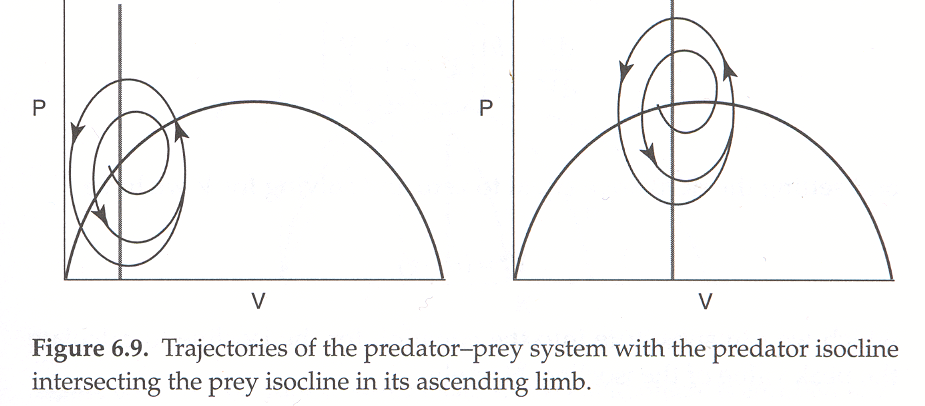 P
V
P
V
Figure 6.9. Trajectories of the predator–prey system with the predator isocline
intersecting the prey isocline in its ascending limb.